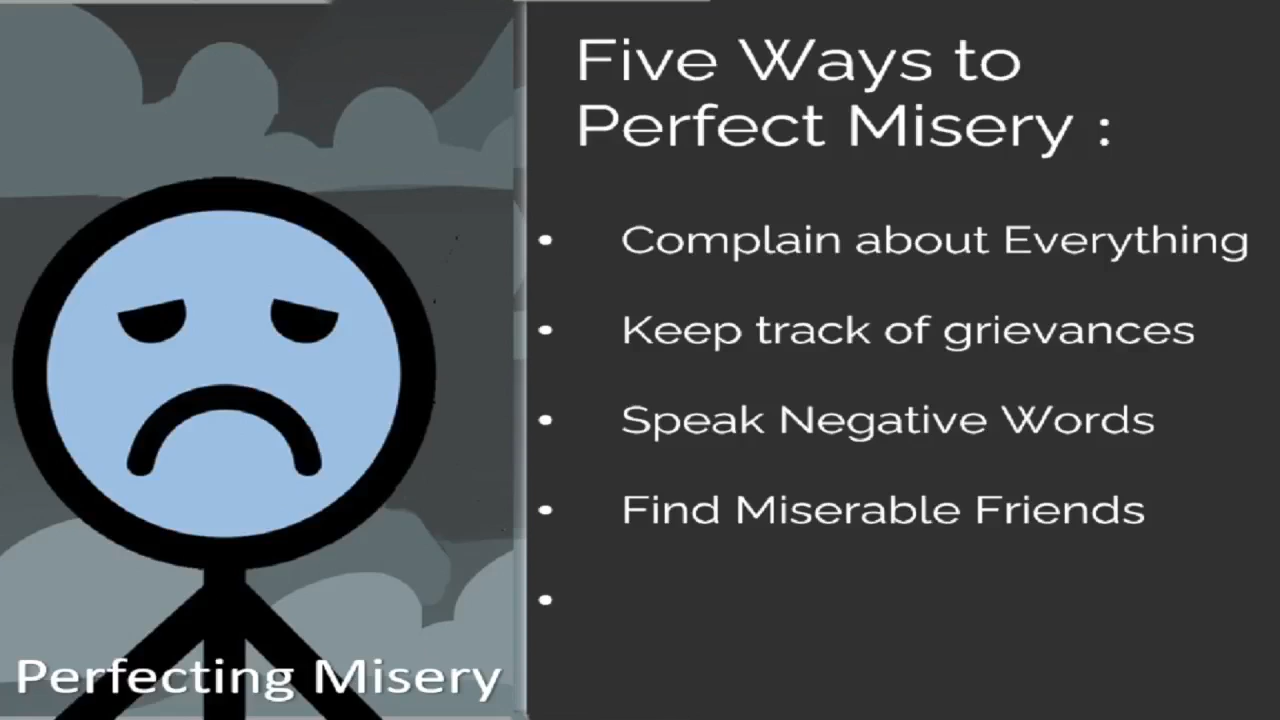 Five Ways to
Perfect Misery :
• Complain about Everything
• Keep track of grievances
• Speak Negative Words
• Find Miserable Friends
•
Perfecting Misery